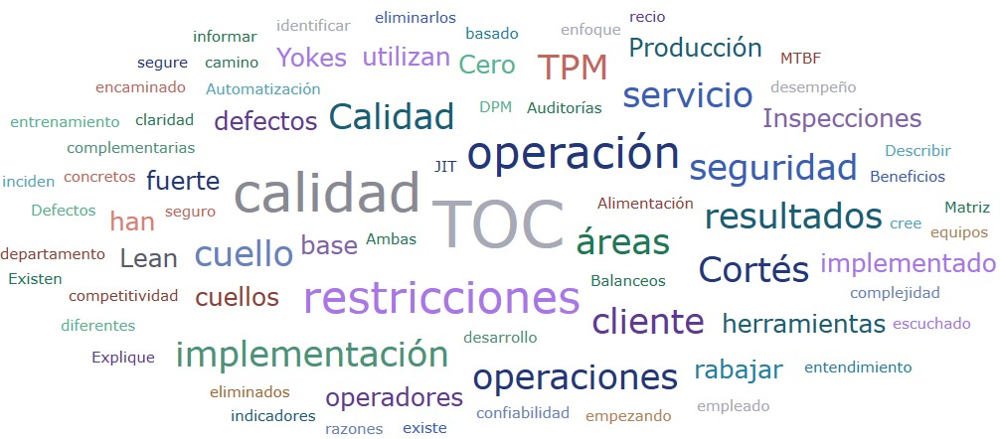 recio
eliminarlos
identificar
basado
enfoque
informar
Producción
Yokes
utilizan
MTBF
segure
camino
Cero
TPM
encaminado
Automatización
servicio
desempeño
DPM
Auditorías
Calidad
entrenamiento
claridad
defectos
Inspecciones
complementarias
operación
Describir
JIT
seguridad
inciden
concretos
fuerte
Beneficios
calidad
Alimentación
Defectos
seguro
han
TOC
resultados
Matriz
cree
equipos
Ambas
base
áreas
departamento
Lean
cuello
implementado
Existen
Cortés
Balanceos
competitividad
cuellos
restricciones
complejidad
diferentes
cliente
herramientas
escuchado
desarrollo
Explique
implementación
rabajar
entendimiento
operaciones
eliminados
operadores
empleado
indicadores
confiabilidad
empezando
razones
existe